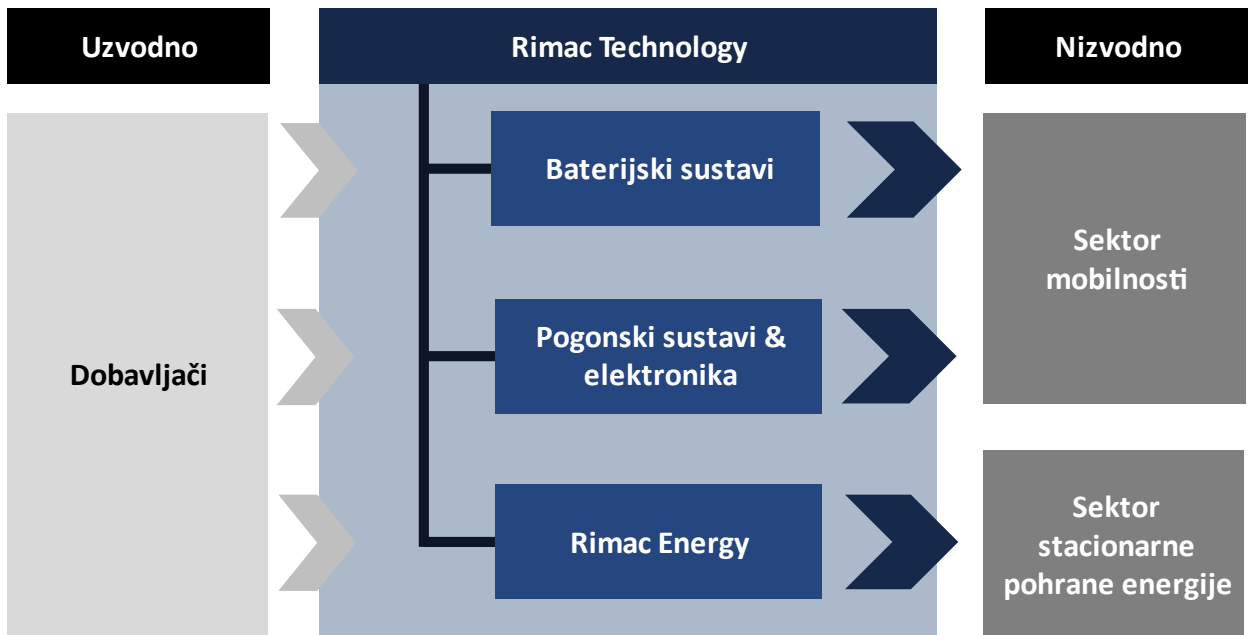 Uzvodno
Rimac Technology
Nizvodno
Dobavljači
Baterijski sustavi
Pogonski sustavi &
elektronika
Rimac Energy
Sektor
mobilnosti
Sektor
stacionarne
pohrane energije